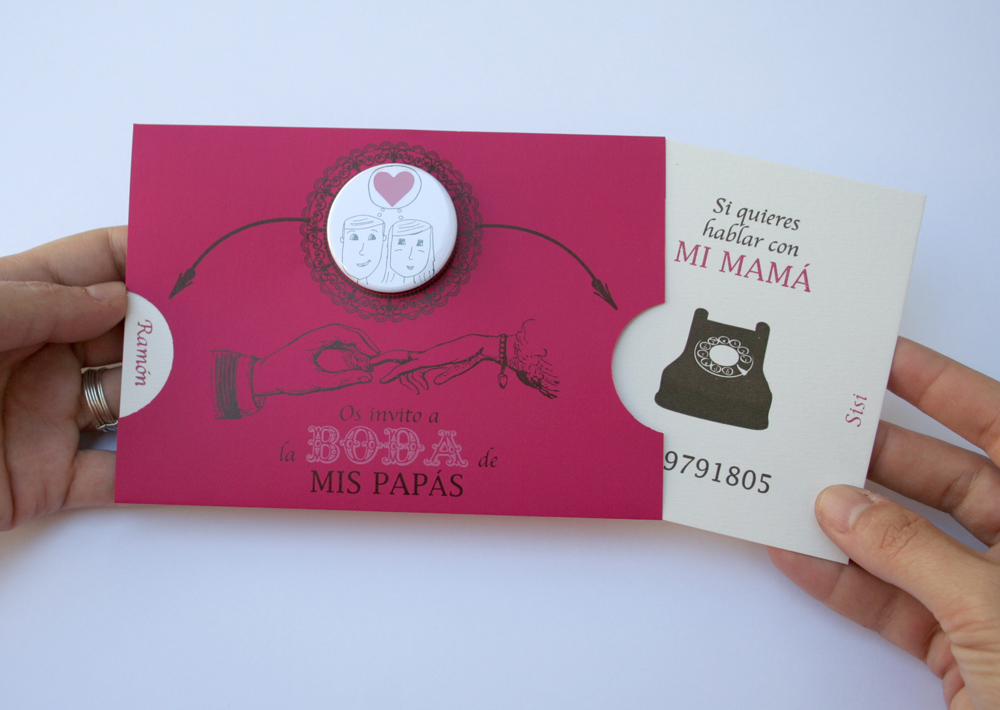 Ramón
Os invito a
la BODA de
MIS PAPÁS
Si quieres
hablar con
MI MAMÁ
9791805
Sisi